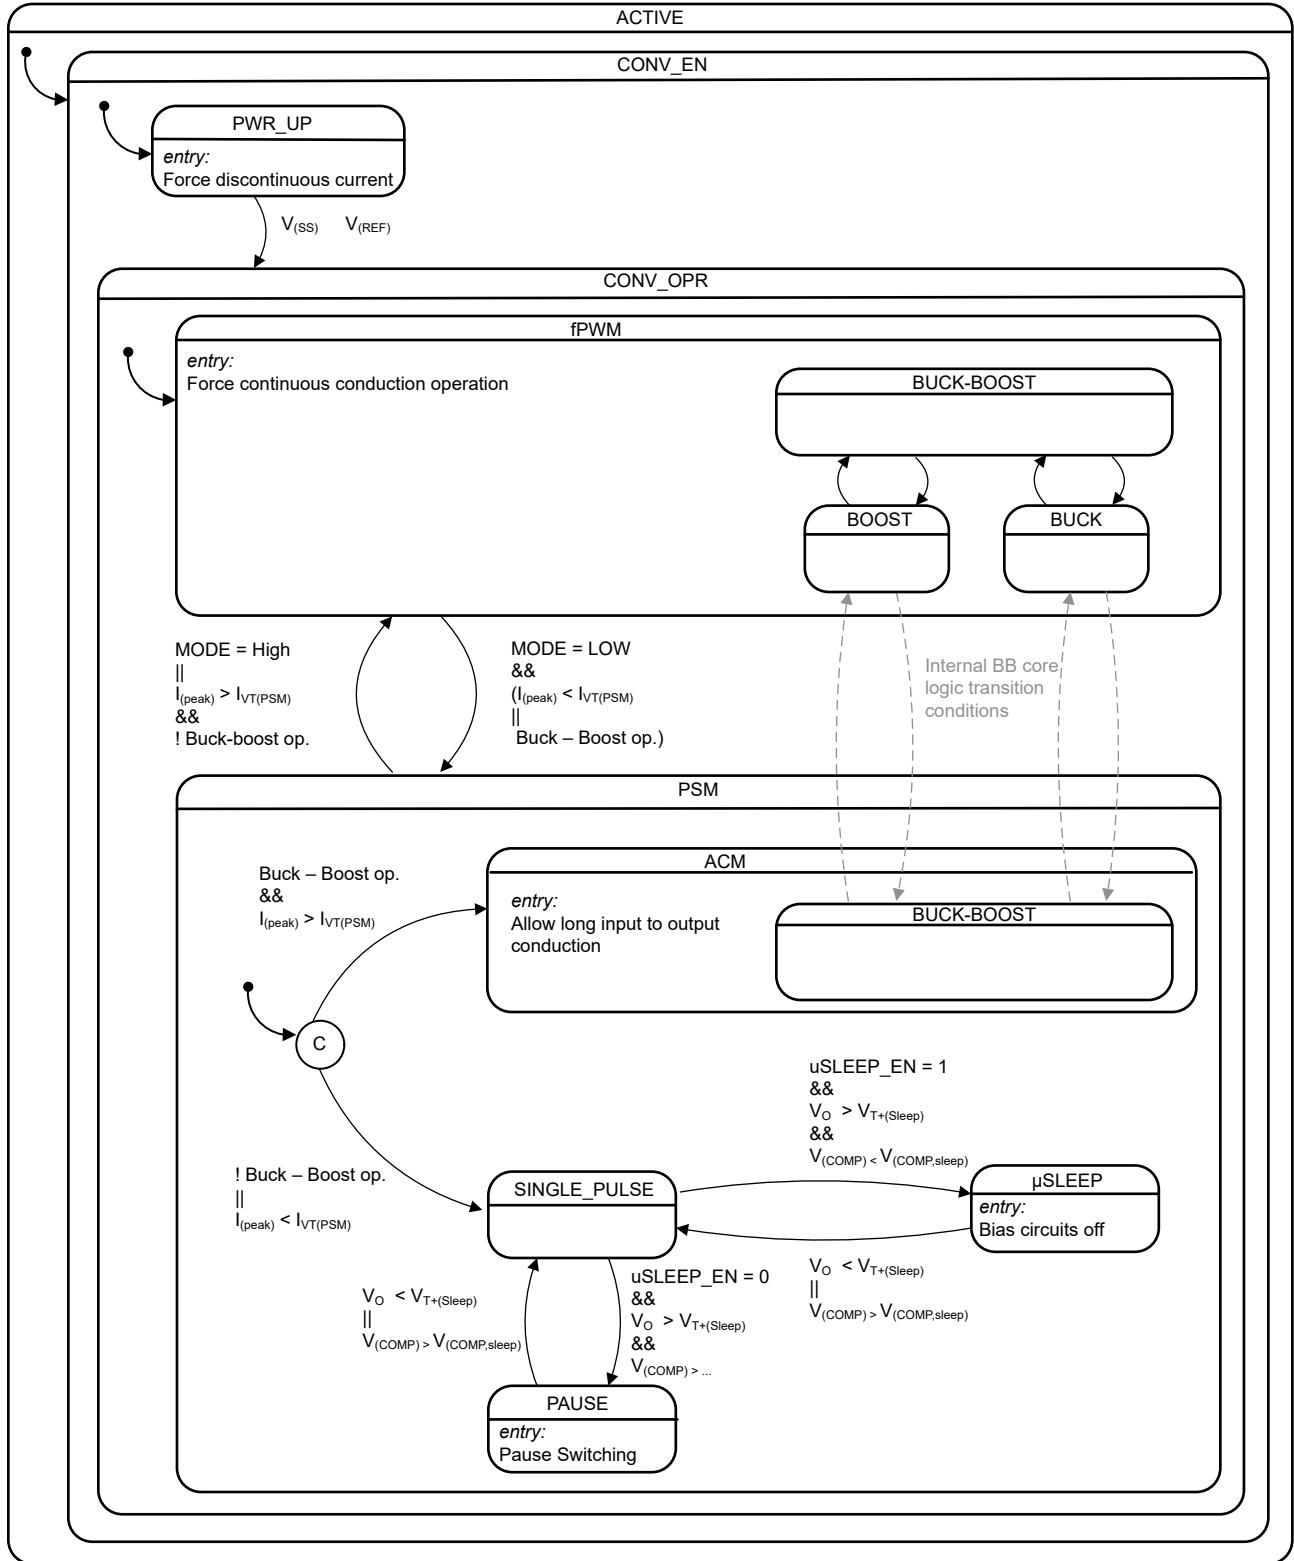 ACTIVE
CONV_EN
PWR_UP
entry:
Force discontinuous current
V(SS) V(REF)
CONV_OPR
fPWM
entry:
Force continuous conduction operation
BUCK-BOOST
BOOST
BUCK
MODE = High
||
I(peak) > IVT(PSM)
&&
! Buck-boost op.
MODE = LOW
&&
(I(peak) < IVT(PSM)
||
Buck – Boost op.)
Internal BB core
logic transition
conditions
PSM
ACM
entry:
Allow long input to output
conduction
BUCK-BOOST
Buck – Boost op.
&&
I(peak) > IVT(PSM)
C
! Buck – Boost op.
||
I(peak) < IVT(PSM)
uSLEEP_EN = 1
&&
VO > VT+(Sleep)
&&
V(COMP) < V(COMP,sleep)
SINGLE_PULSE
µSLEEP
entry:
Bias circuits off
VO < VT+(Sleep)
||
V(COMP) > V(COMP,sleep)
uSLEEP_EN = 0
&&
VO > VT+(Sleep)
&&
V(COMP) > ...
VO < VT+(Sleep)
||
V(COMP) > V(COMP,sleep)
PAUSE
entry:
Pause Switching